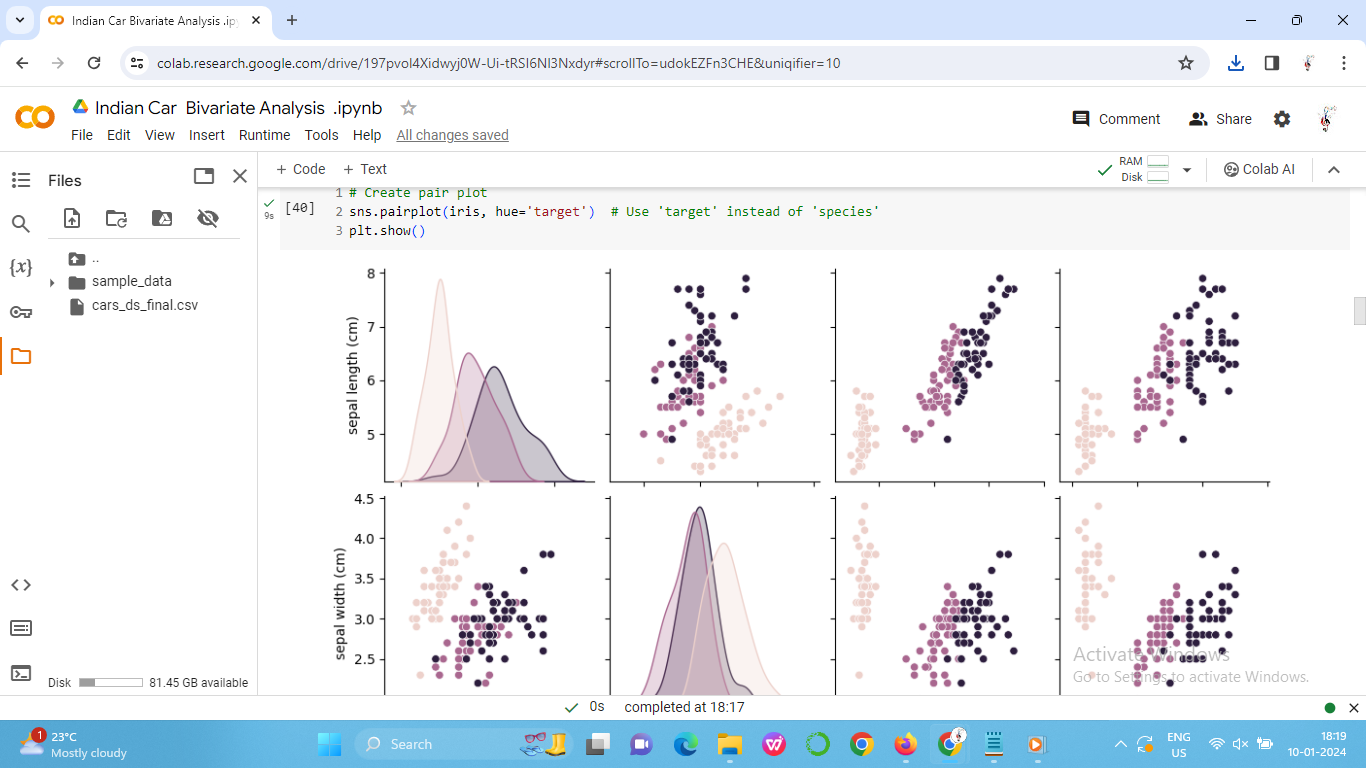 Indian Car Bivariate Analysis .ip
colab.research.google.com/drive/197pvol4Xidwyj0W-Ui-tRSI6NI3Nxdyr#scrollTo=udokEZFn3CHE&uniqifier=10
Indian Car Bivariate Analysis .ipynb
File Edit View Insert Runtime Tools Help All changes saved
Comment Share
Files
+ Code + Text
RAM
Disk
Colab AI
..
sample_data
cars_ds_final.csv
9s
[40]
1 # Create pair plot
2 sns.pairplot(iris, hue='target')  # Use 'target' instead of 'species'
3 plt.show()
8
7
6
5
sepal length (cm)
4.5
4.0
3.5
3.0
2.5
sepal width (cm)
{x}
<>
Disk 81.45 GB available
Activate Windows
Go to Settings to activate Windows.
0s completed at 18:17
1
23°C
Mostly cloudy
Search
ENG
US
18:19
10-01-2024